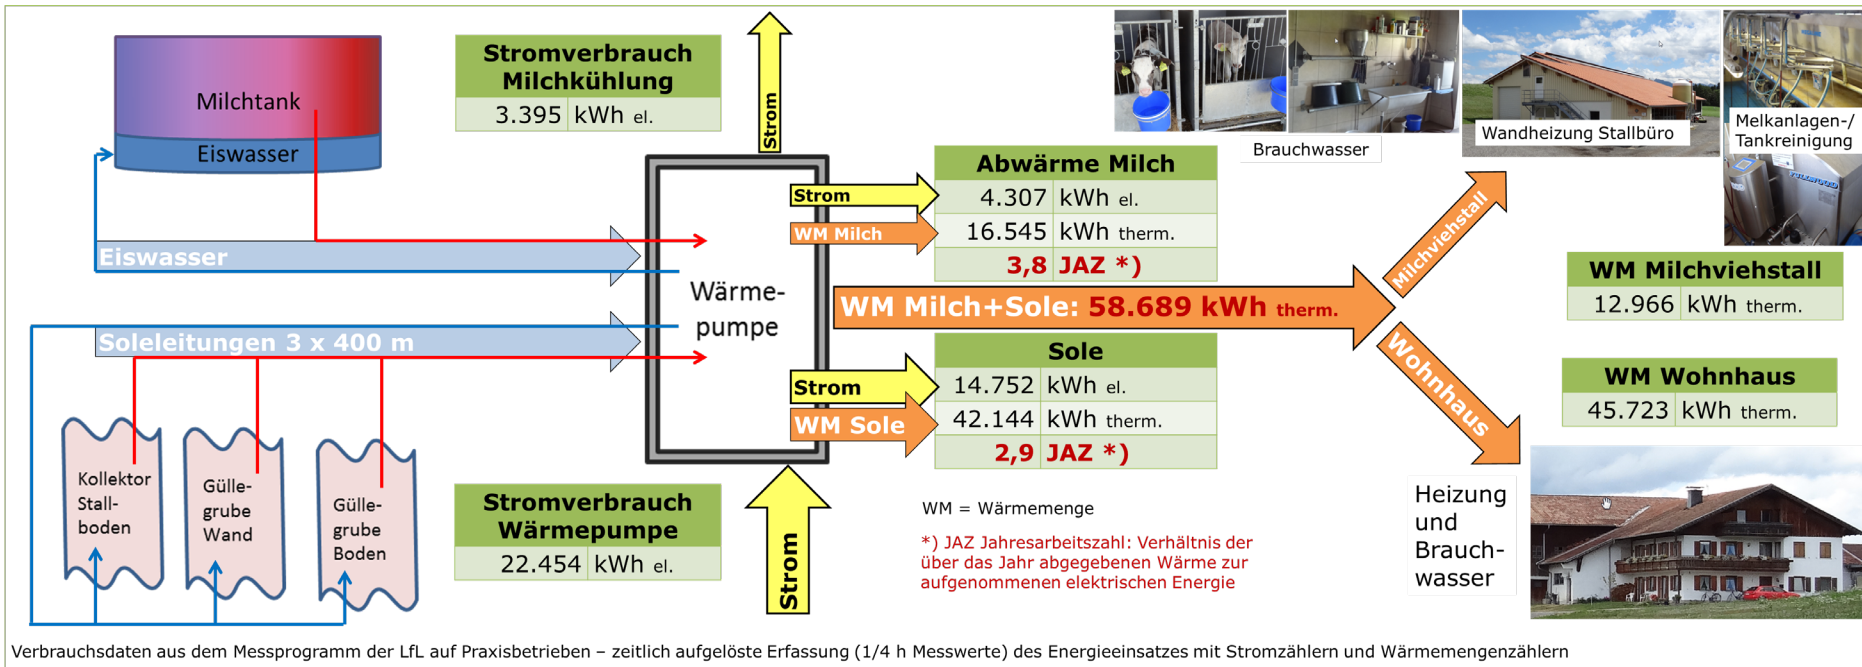 Milchtank
Eiswasser
Eiswasser
Soleleitungen 3 x 400 m
Kollektor
Stall-
boden
Gülle-
grube
Wand
Gülle-
grube
Boden
Stromverbrauch
Milchkühlung
3.395 kWh el.
Strom
Wärme-
pumpe
Stromverbrauch
Wärmepumpe
22.454 kWh el.
Strom
Strom
WM Milch
Abwärme Milch
4.307 kWh el.
16.545 kWh therm.
3,8 JAZ *)
WM Milch+Sole: 58.689 kWh therm.
Strom
WM Sole
Sole
14.752 kWh el.
42.144 kWh therm.
2,9 JAZ *)
WM = Wärmemenge
*) JAZ Jahresarbeitszahl: Verhältnis der
über das Jahr abgegebenen Wärme zur
aufgenommenen elektrischen Energie
Brauchwasser
Wandheizung Stallbüro
Melkanlagen-/
Tankreinigung
Milchviehstall
WM Milchviehstall
12.966 kWh therm.
Wohnhaus
WM Wohnhaus
45.723 kWh therm.
Heizung
und
Brauch-
wasser
Verbrauchsdaten aus dem Messprogramm der LfL auf Praxisbetrieben – zeitlich aufgelöste Erfassung (1/4 h Messwerte) des Energieeinsatzes mit Stromzählern und Wärmemengenzählern